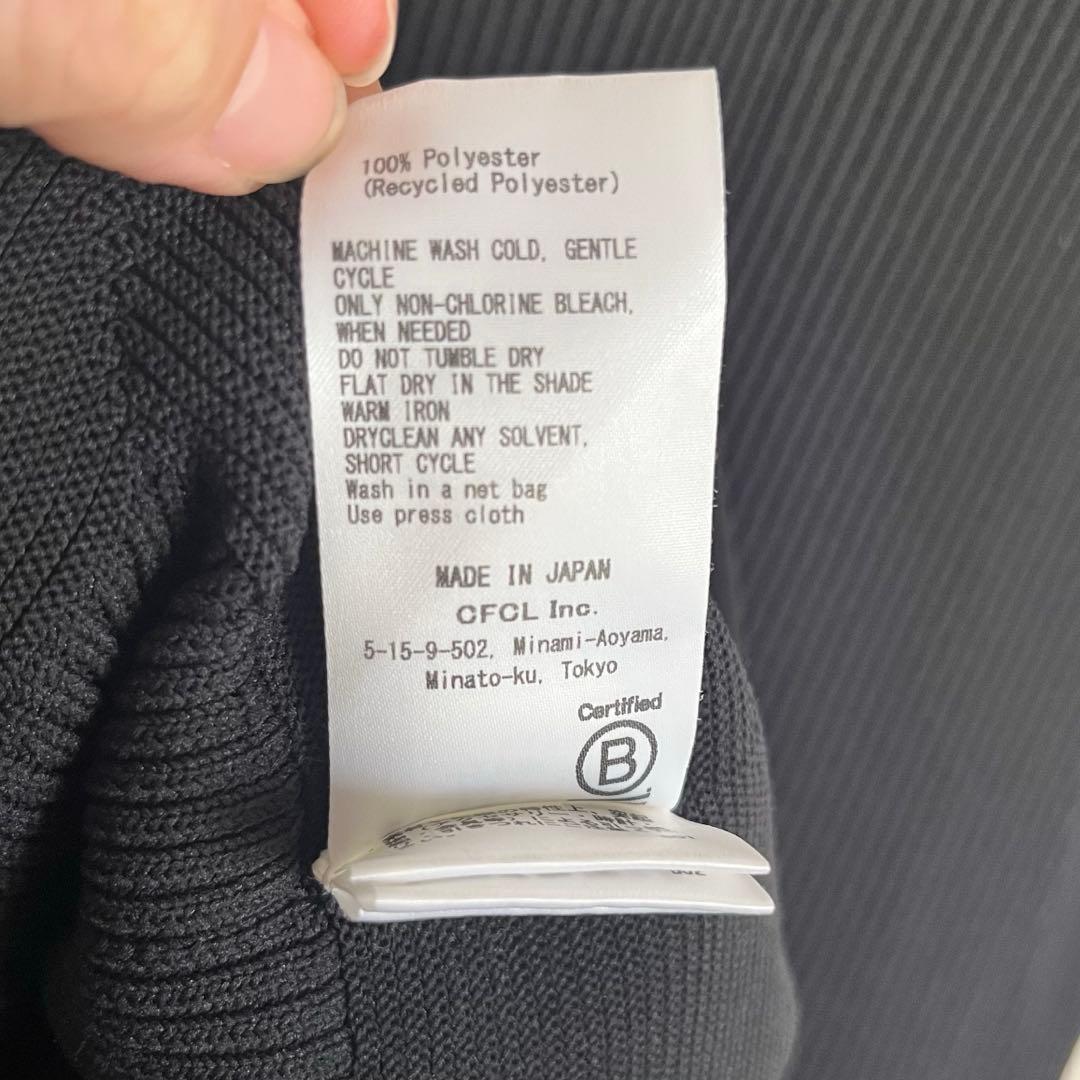 100% Polyester
(Recycled Polyester)
MACHINE WASH COLD, GENTLE
CYCLE
ONLY NON-CHLORINE BLEACH,
WHEN NEEDED
DO NOT TUMBLE DRY
FLAT DRY IN THE SHADE
WARM IRON
DRYCLEAN ANY SOLVENT,
SHORT CYCLE
Wash in a net bag
Use press cloth
MADE IN JAPAN
CFCL Inc.
5-15-9-502, Minami-Aoyama,
Minato-ku, Tokyo
Certified
B